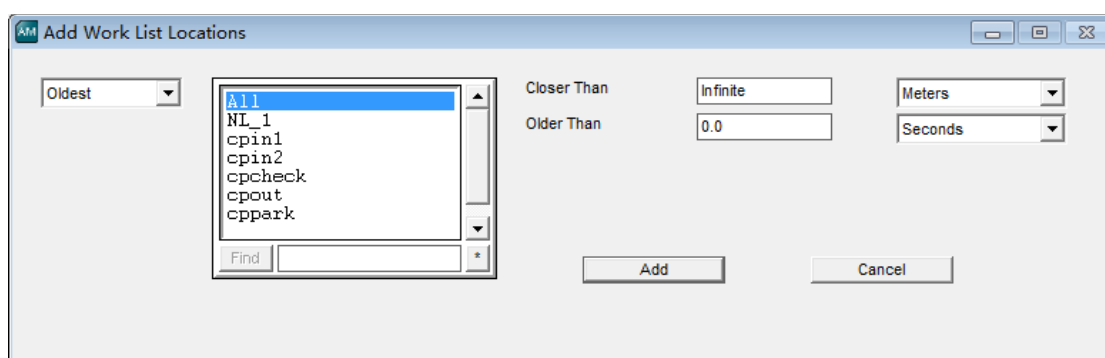 AM Add Work List Locations
Oldest
All
NL_1
cpin1
cpin2
cpcheck
cpout
cppark
Find
*
Closer Than Infinite Meters
Older Than 0.0 Seconds
Add Cancel